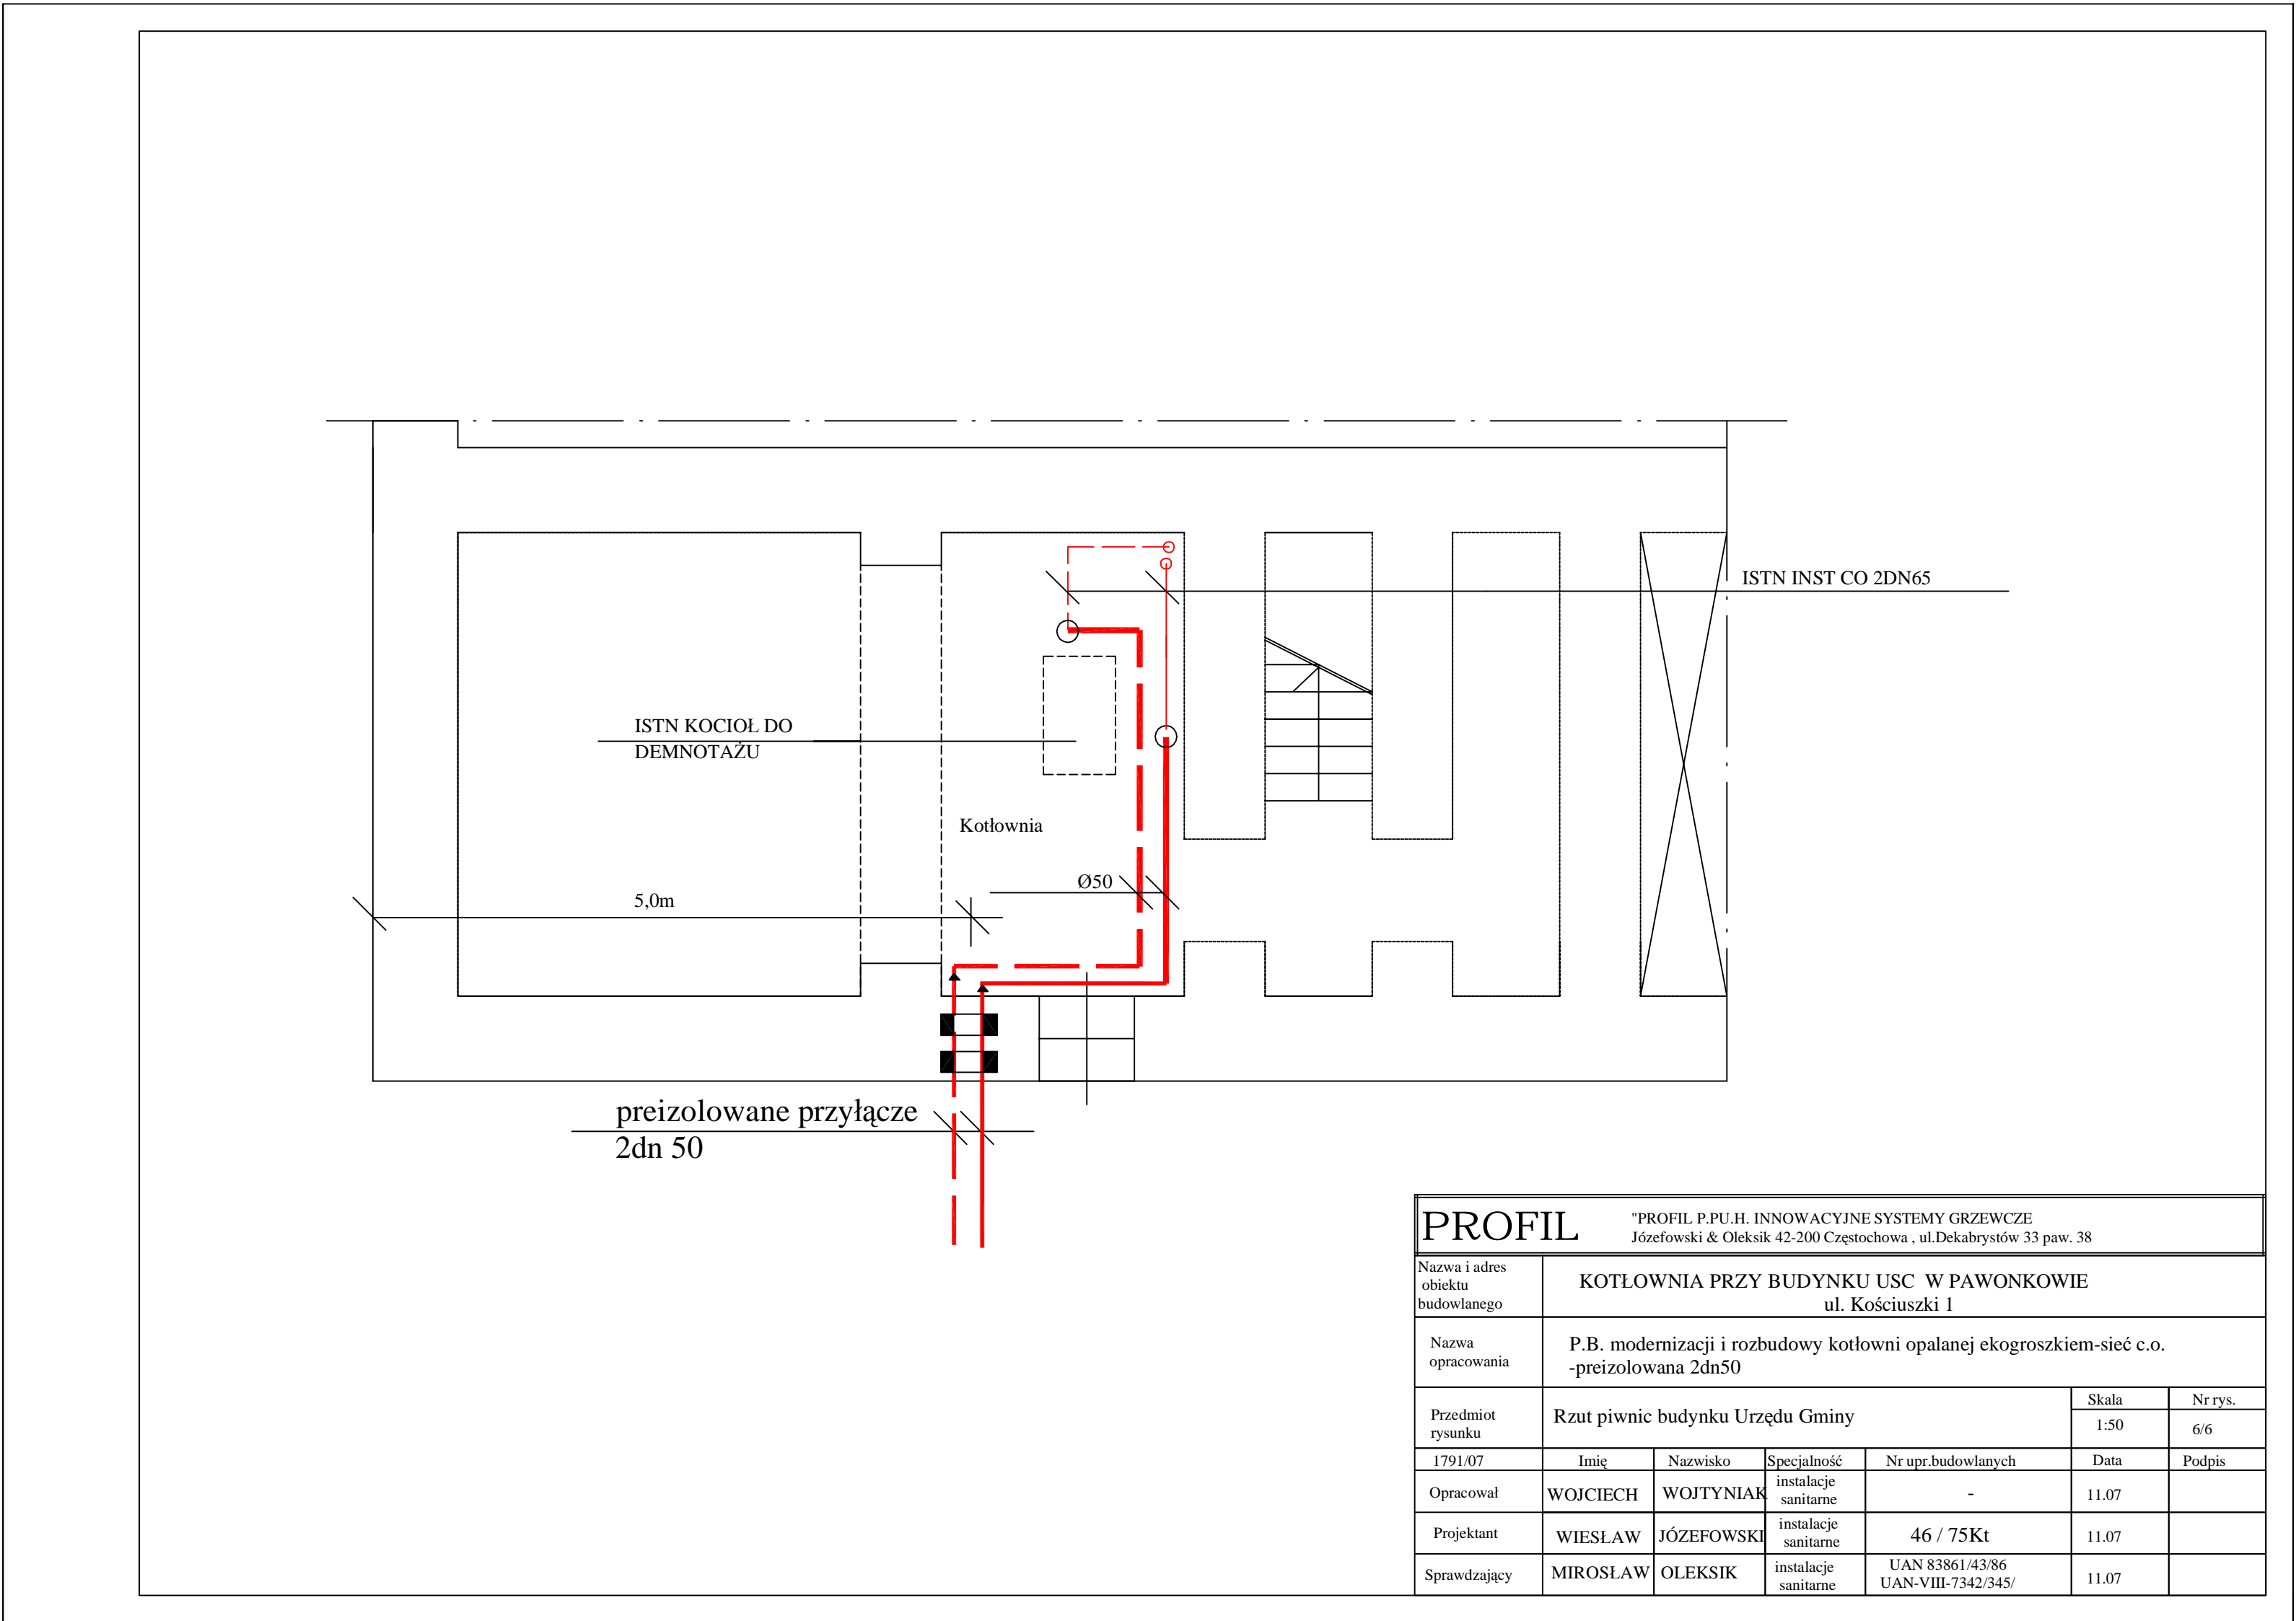 ISTN INST CO 2DN65
ISTN KOCIOŁ DO
DEMNOTAŻU
Kotłownia
Ø50
5,0m
preizolowane przyłącze
2dn 50
PROFIL
"PROFIL P.PU.H. INNOWACYJNE SYSTEMY GRZEWCZE
Józefowski & Oleksik 42-200 Częstochowa , ul.Dekabrystów 33 paw. 38
Nazwa i adres
obiektu
budowlanego
KOTŁOWNIA PRZY BUDYNKU USC W PAWONKOWIE
ul. Kościuszki 1
Nazwa
opracowania
P.B. modernizacji i rozbudowy kotłowni opalanej ekogroszkiem-sieć c.o.
-preizolowana 2dn50
Przedmiot
rysunku
Rzut piwnic budynku Urzędu Gminy
Skala
Nr rys.
1:50
6/6
1791/07
Imię
Nazwisko
Specjalność
Nr upr.budowlanych
Data
Podpis
Opracował
WOJCIECH
WOJTYNIAK
instalacje
sanitarne
-
11.07
Projektant
WIESŁAW
JÓZEFOWSKI
instalacje
sanitarne
46 / 75Kt
11.07
Sprawdzający
MIROSŁAW
OLEKSIK
instalacje
sanitarne
UAN 83861/43/86
UAN-VIII-7342/345/
11.07